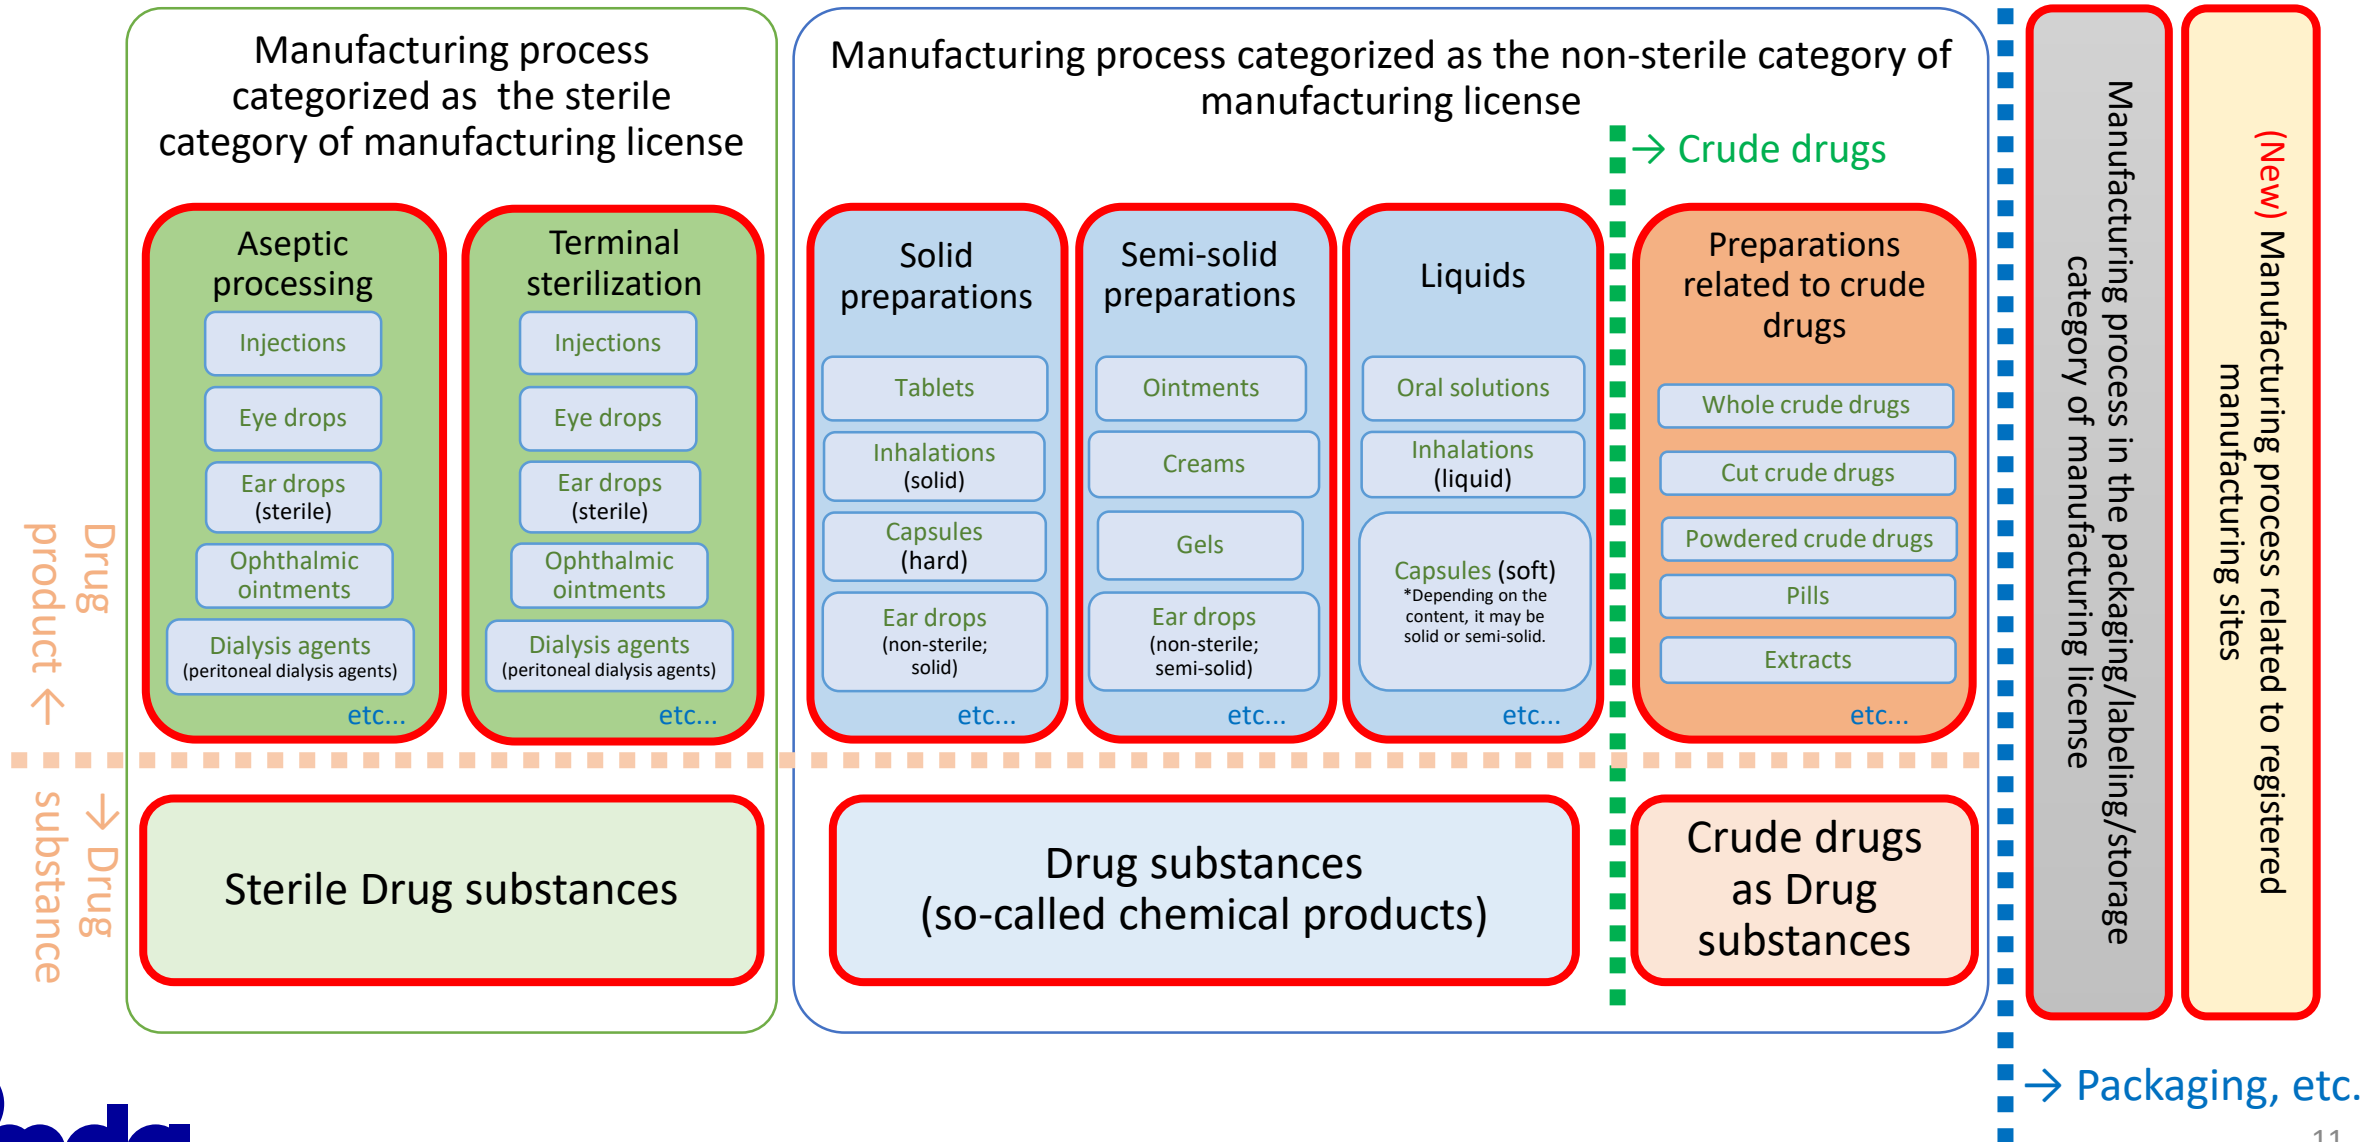 Manufacturing process
categorized as the sterile
category of manufacturing license
Aseptic
processing
Injections
Eye drops
Ear drops
(sterile)
Ophthalmic
ointments
Dialysis agents
(peritoneal dialysis agents)
etc...
Terminal
sterilization
Injections
Eye drops
Ear drops
(sterile)
Ophthalmic
ointments
Dialysis agents
(peritoneal dialysis agents)
etc...
Manufacturing process categorized as the non-sterile category of
manufacturing license
→ Crude drugs
Solid
preparations
Tablets
Inhalations
(solid)
Capsules
(hard)
Ear drops
(non-sterile;
solid)
etc...
Semi-solid
preparations
Ointments
Creams
Gels
Ear drops
(non-sterile;
semi-solid)
etc...
Liquids
Oral solutions
Inhalations
(liquid)
Capsules (soft)
*Depending on the
content, it may be
solid or semi-solid.
etc...
Preparations
related to crude
drugs
Whole crude drugs
Cut crude drugs
Powdered crude drugs
Pills
Extracts
etc...
Drug
product ←
→ Drug
substance
Sterile Drug substances
Drug substances
(so-called chemical products)
Crude drugs
as Drug
substances
Manufacturing process in the packaging/labeling/storage
category of manufacturing license
(New) Manufacturing process related to registered
manufacturing sites
→ Packaging, etc.
11